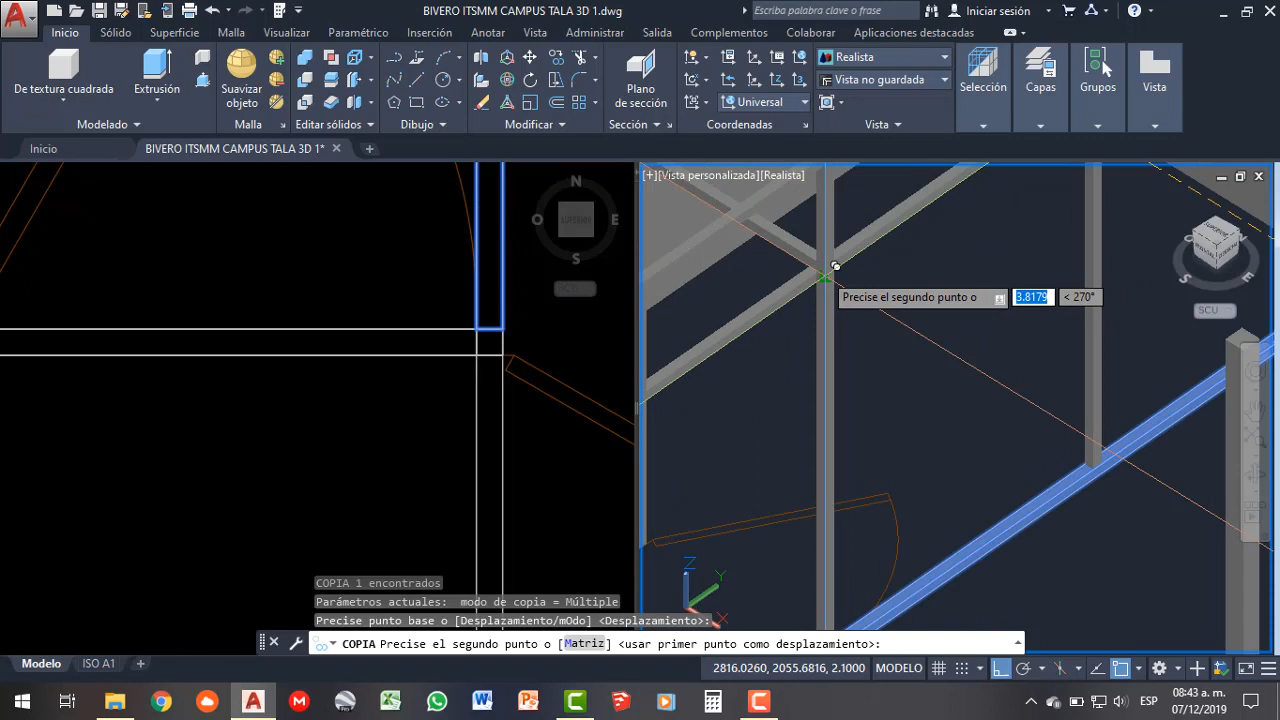 BIVERO ITSMM CAMPUS TALA 3D 1.dwg
Escriba palabra clave o frase
Iniciar sesión
Inicio Sólido Superficie Malla Visualizar Paramétrico Inserción Anotar Vista Administrar Salida Complementos Colaborar Aplicaciones destacadas
De textura cuadrada
Extrusión
Suavizar
objeto
Plano
de sección
Universal
Realista
Vista no guardada
Selección
Capas
Grupos
Vista
Modelado
Malla
Editar sólidos
Dibujo
Modificar
Sección
Coordenadas
Vista
Inicio
BIVERO ITSMM CAMPUS TALA 3D 1*
N
O
SUPERIOR
E
S
SCU
[+][Vista personalizada][Realista]
S
E
SCU
Precise el segundo punto o 3.8179 < 270°
Z
Y
X
COPIA 1 encontrados
Parámetros actuales: modo de copia = Múltiple
Precise punto base o [Desplazamiento/mOdo] <Desplazamiento>:
COPIA Precise el segundo punto o [Matriz] <usar primer punto como desplazamiento>:
Modelo
ISO A1
2816.0260, 2055.6816, 2.1000
MODELO
ESP
08:43 a. m.
07/12/2019